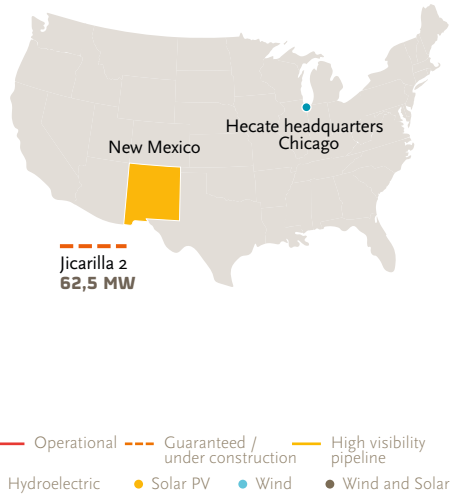 Hecate headquarters
Chicago
New Mexico
Jicarilla 2
62,5 MW
Operational
Guaranteed /
under construction
High visibility
pipeline
Hydroelectric
Solar PV
Wind
Wind and Solar